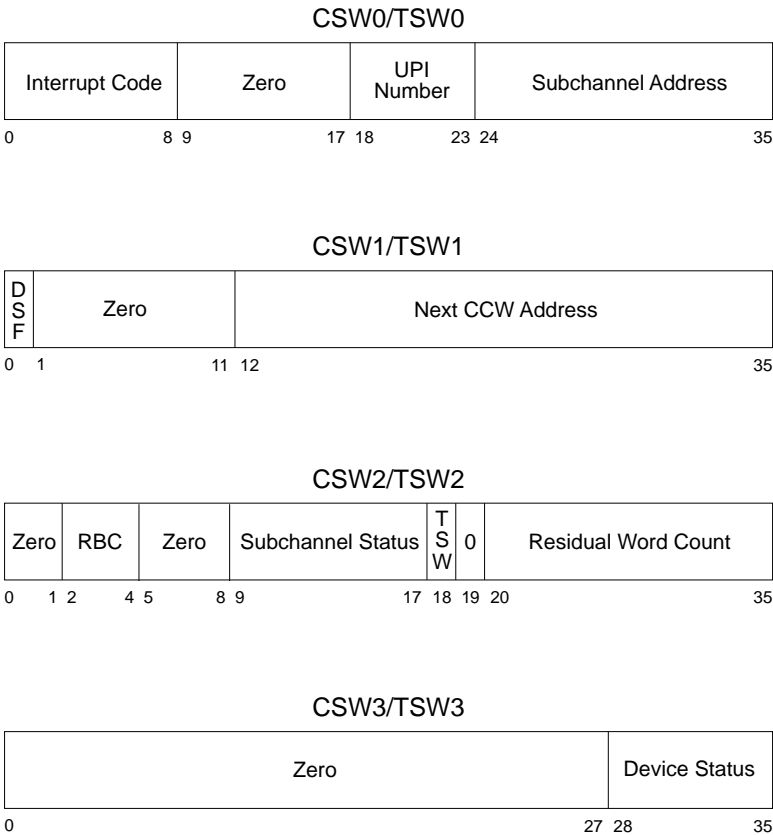 CSW0/TSW0
Interrupt Code Zero UPI Number Subchannel Address
0 8 9 17 18 23 24 35
CSW1/TSW1
DSF Zero Next CCW Address
0 1 11 12 35
CSW2/TSW2
Zero RBC Zero Subchannel Status TSW 0 Residual Word Count
0 1 2 4 5 8 9 17 18 19 20 35
CSW3/TSW3
Zero Device Status
0 27 28 35